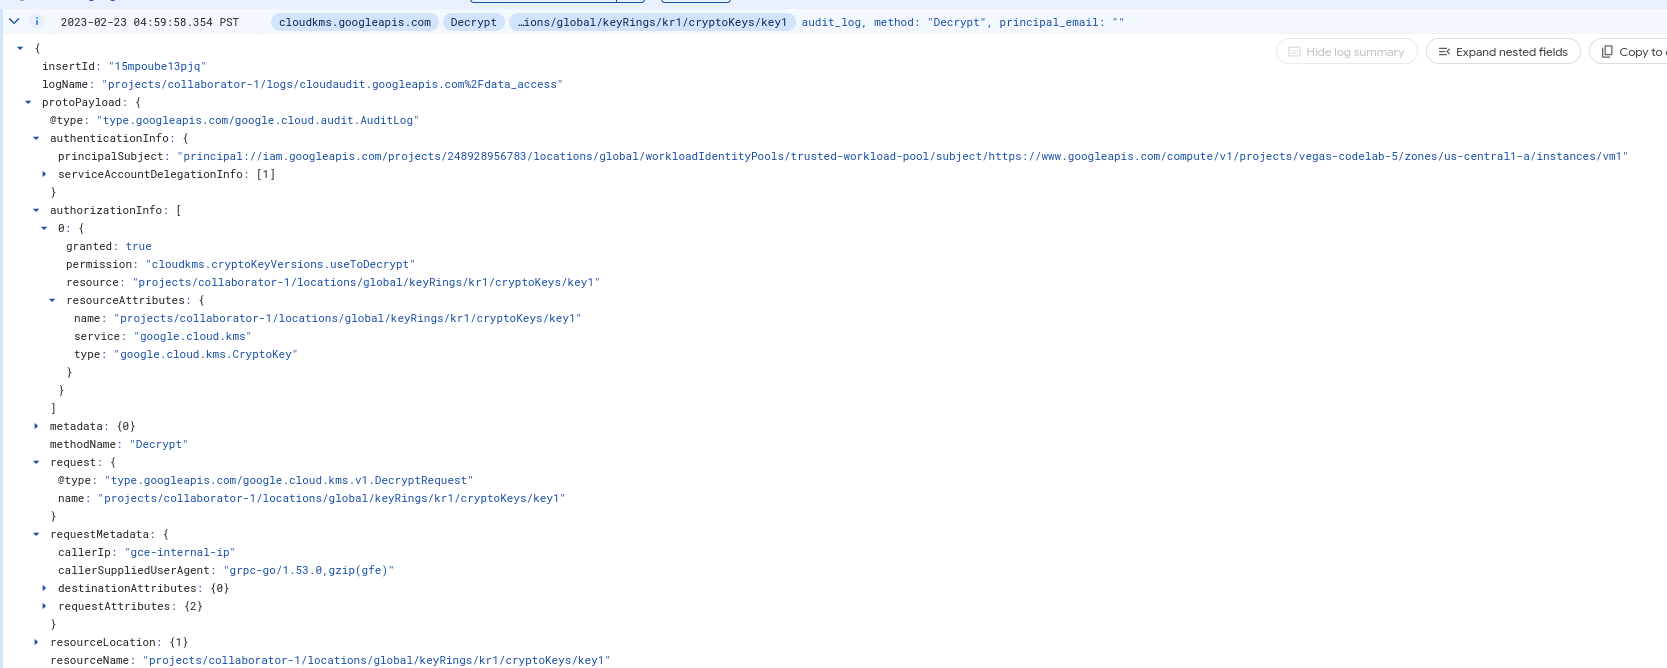 2023-02-23 04:59:58.354 PST cloudkms.googleapis.com Decrypt …ions/global/keyRings/kr1/cryptoKeys/key1 audit_log, method: "Decrypt", principal_email: ""
{
Hide log summary Expand nested fields Copy to
insertId: "15mpoube13pjq"
logName: "projects/collaborator-1/logs/cloudaudit.googleapis.com%2Fdata_access"
protoPayload: {
@type: "type.googleapis.com/google.cloud.audit.AuditLog"
authenticationInfo: {
principalSubject: "principal://iam.googleapis.com/projects/248928956783/locations/global/workloadIdentityPools/trusted-workload-pool/subject/https://www.googleapis.com/compute/v1/projects/vegas-codelab-5/zones/us-central1-a/instances/vm1"
serviceAccountDelegationInfo: [1]
}
authorizationInfo: [
0: {
granted: true
permission: "cloudkms.cryptoKeyVersions.useToDecrypt"
resource: "projects/collaborator-1/locations/global/keyRings/kr1/cryptoKeys/key1"
resourceAttributes: {
name: "projects/collaborator-1/locations/global/keyRings/kr1/cryptoKeys/key1"
service: "google.cloud.kms"
type: "google.cloud.kms.CryptoKey"
}
}
]
metadata: {0}
methodName: "Decrypt"
request: {
@type: "type.googleapis.com/google.cloud.kms.v1.DecryptRequest"
name: "projects/collaborator-1/locations/global/keyRings/kr1/cryptoKeys/key1"
}
requestMetadata: {
callerIp: "gce-internal-ip"
callerSuppliedUserAgent: "grpc-go/1.53.0,gzip(gfe)"
destinationAttributes: {0}
requestAttributes: {2}
}
resourceLocation: {1}
resourceName: "projects/collaborator-1/locations/global/keyRings/kr1/cryptoKeys/key1"